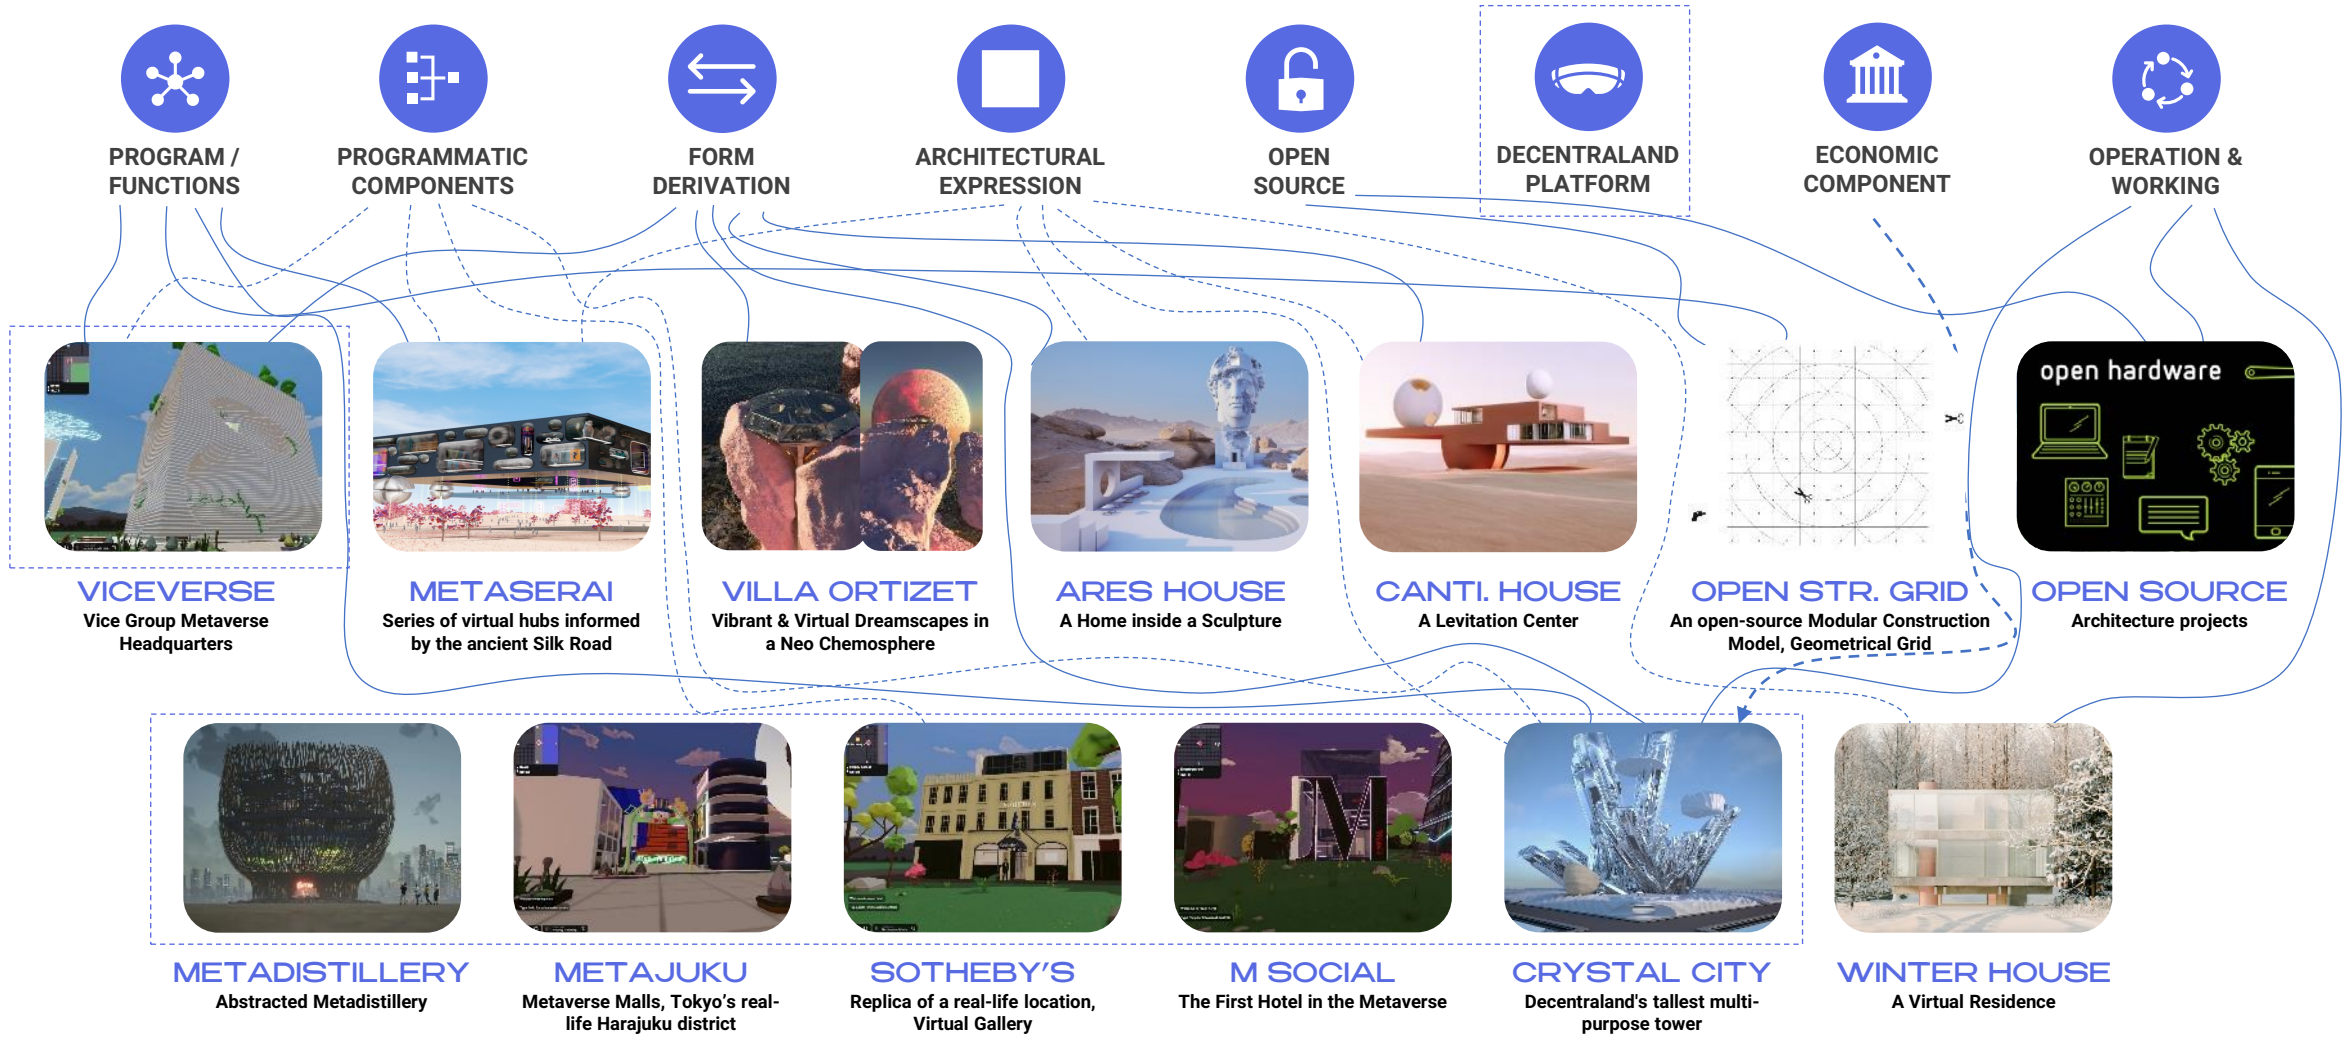 PROGRAM /
FUNCTIONS
PROGRAMMATIC
COMPONENTS
FORM
DERIVATION
ARCHITECTURAL
EXPRESSION
OPEN
SOURCE
DECENTRALAND
PLATFORM
ECONOMIC
COMPONENT
OPERATION &
WORKING
open hardware
VICEVERSE
Vice Group Metaverse
Headquarters
METASERAI
Series of virtual hubs informed
by the ancient Silk Road
VILLA ORTIZET
Vibrant & Virtual Dreamscapes in
a Neo Chemosphere
ARES HOUSE
A Home inside a Sculpture
CANTI. HOUSE
A Levitation Center
OPEN STR. GRID
An open-source Modular Construction
Model, Geometrical Grid
OPEN SOURCE
Architecture projects
M
METADISTILLERY
Abstracted Metadistillery
METAJUKU
Metaverse Malls, Tokyo’s real-
life Harajuku district
SOTHEBY’S
Replica of a real-life location,
Virtual Gallery
M SOCIAL
The First Hotel in the Metaverse
CRYSTAL CITY
Decentraland's tallest multi-
purpose tower
WINTER HOUSE
A Virtual Residence